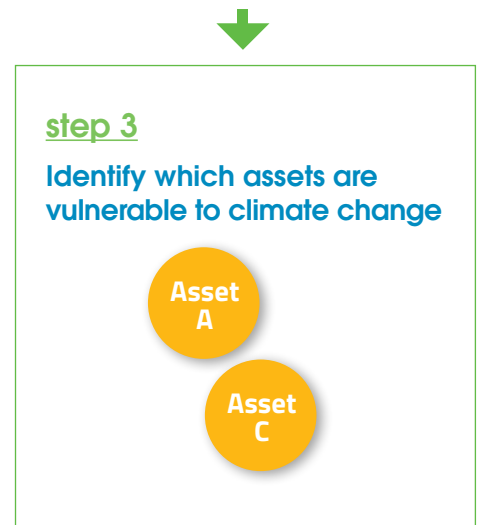 step 3
Identify which assets are
vulnerable to climate change
Asset
A
Asset
C